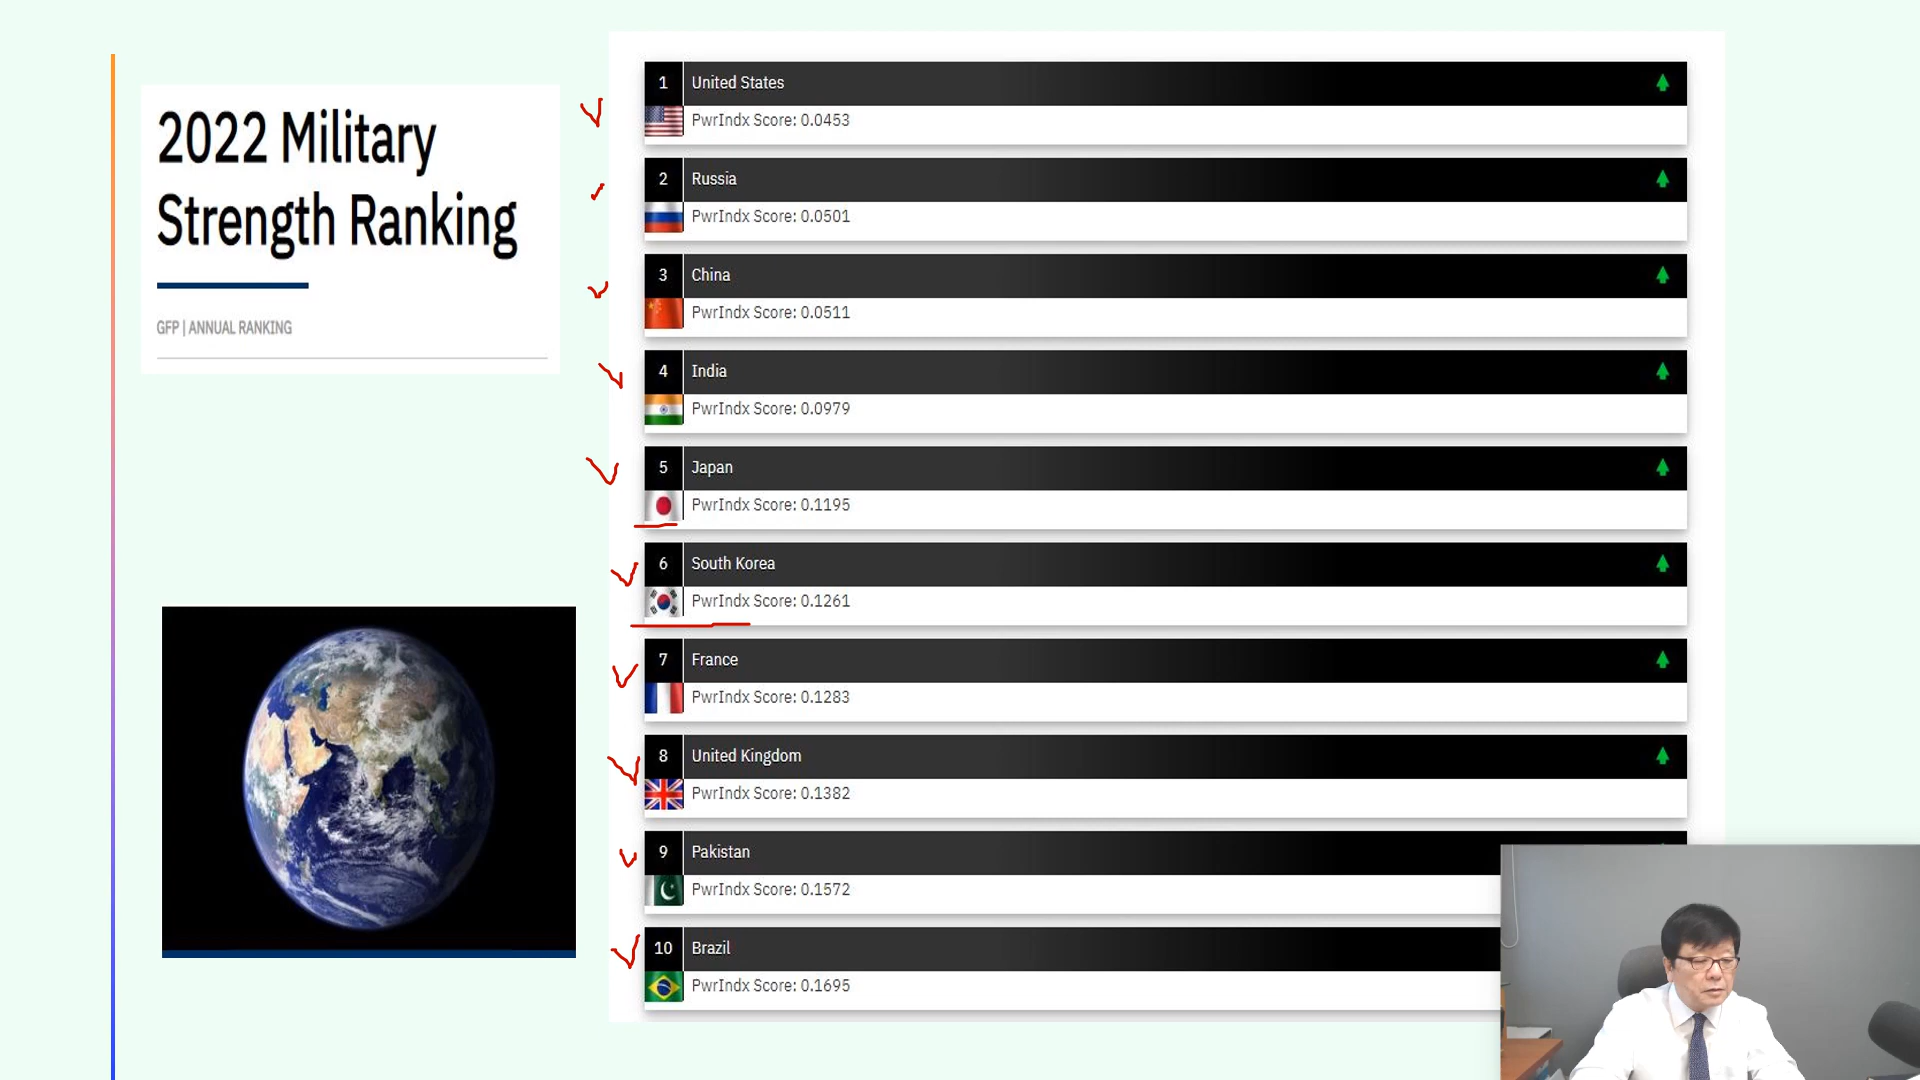 2022 Military
Strength Ranking
GFP | ANNUAL RANKING
1 United States
PwrIndx Score: 0.0453
2 Russia
PwrIndx Score: 0.0501
3 China
PwrIndx Score: 0.0511
4 India
PwrIndx Score: 0.0979
5 Japan
PwrIndx Score: 0.1195
6 South Korea
PwrIndx Score: 0.1261
7 France
PwrIndx Score: 0.1283
8 United Kingdom
PwrIndx Score: 0.1382
9 Pakistan
PwrIndx Score: 0.1572
10 Brazil
PwrIndx Score: 0.1695